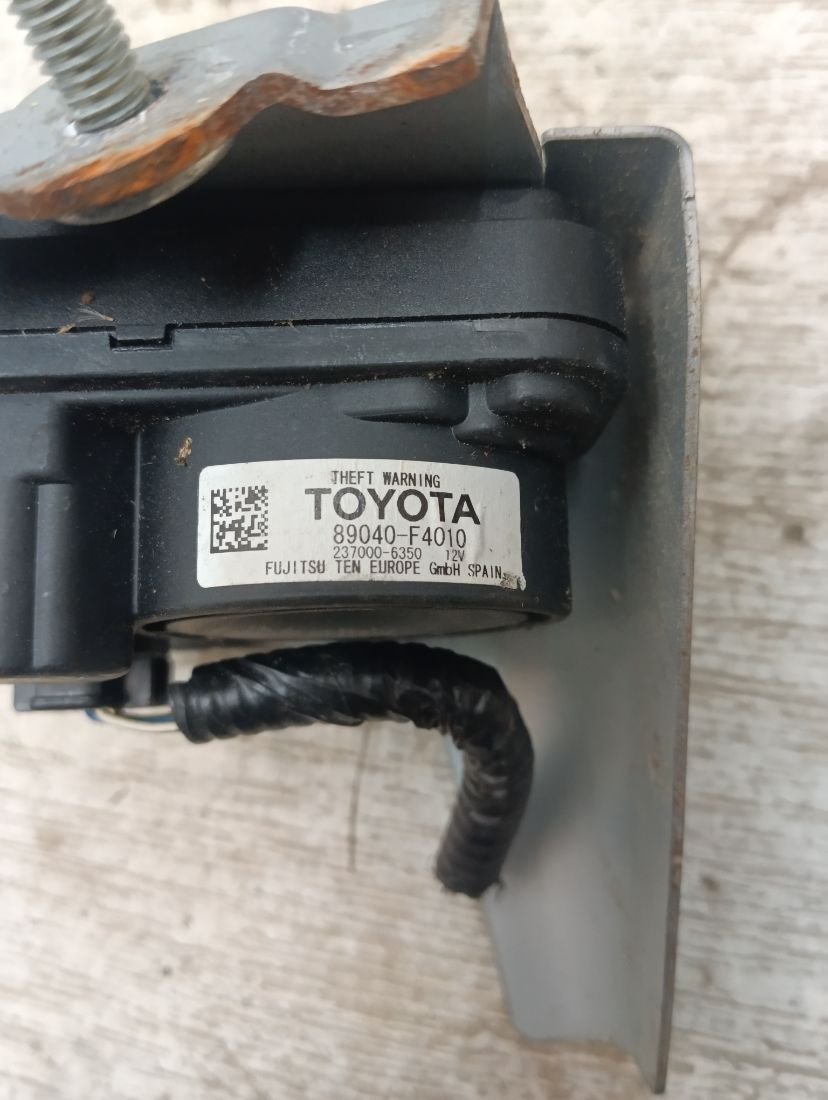 THEFT WARNING
TOYOTA
89040-F4010
237000-6350 12V
FUJITSU TEN EUROPE GmbH SPAIN